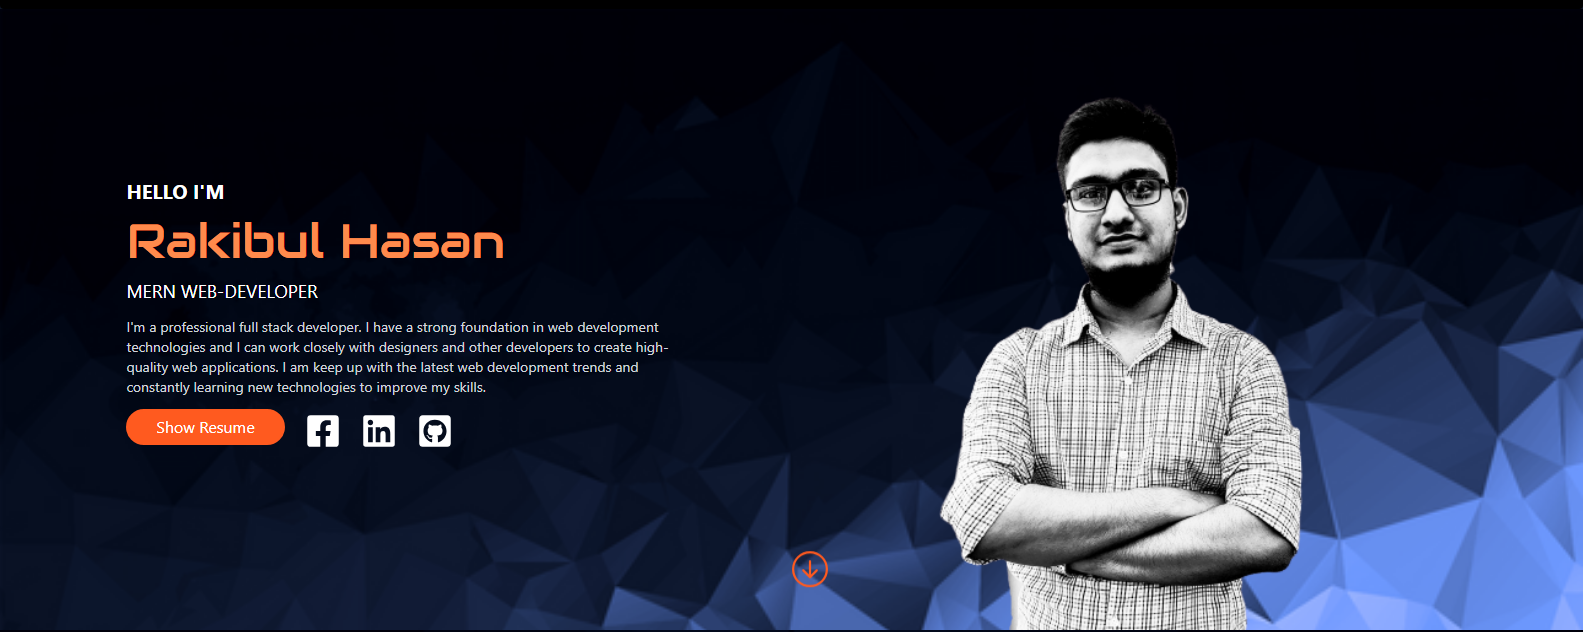 HELLO I'M
Rakibul Hasan
MERN WEB-DEVELOPER
I'm a professional full stack developer. I have a strong foundation in web development
technologies and I can work closely with designers and other developers to create high-
quality web applications. I am keep up with the latest web development trends and
constantly learning new technologies to improve my skills.
Show Resume